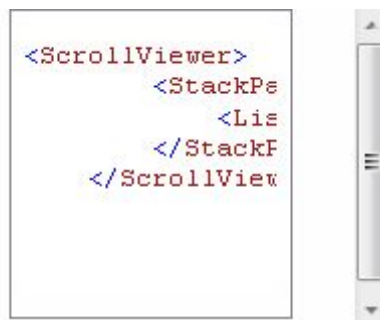 <ScrollViewer>
<StackPa
<Lis
</StackP
</ScrollView